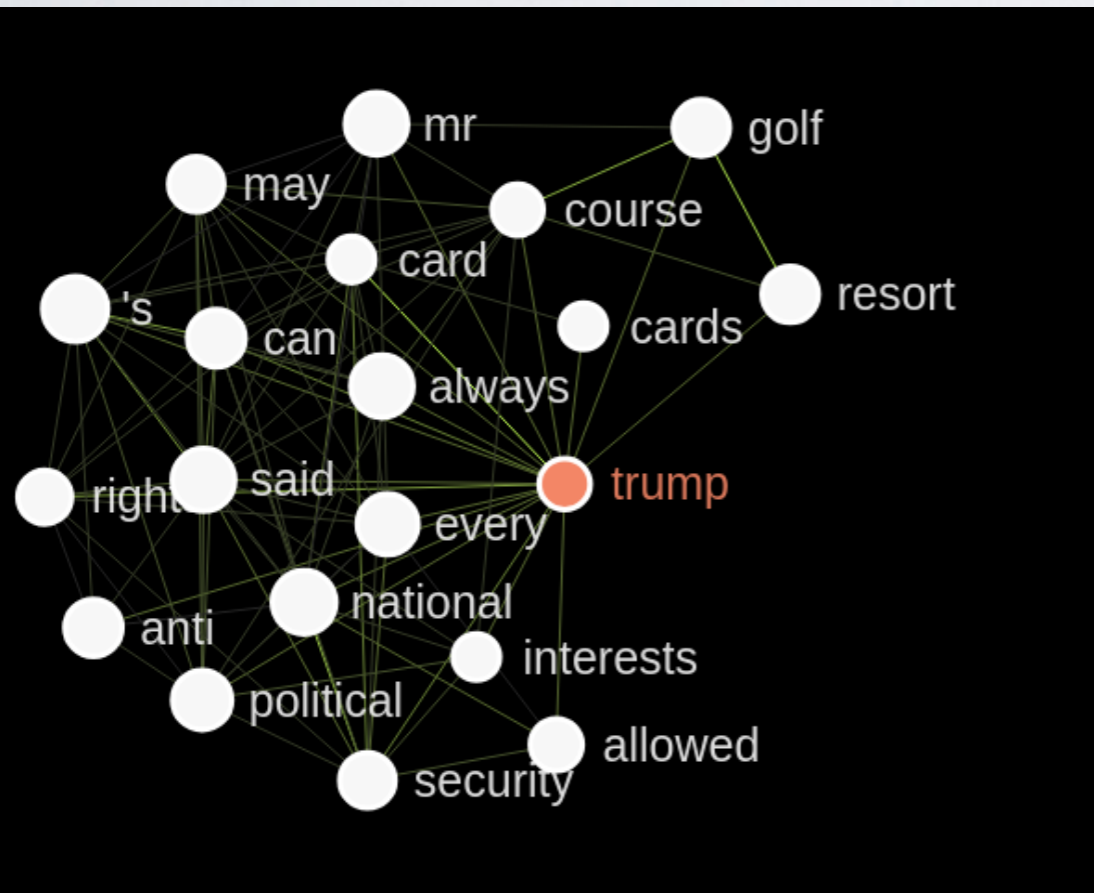 mr
golf
may
course
card
resort
's
cards
can
always
said
trump
right
every
national
anti
interests
political
allowed
security